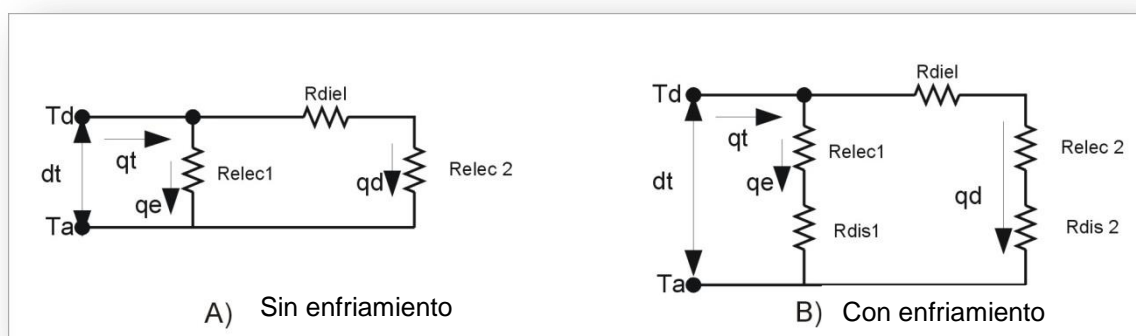 Rdiel
Td
qt
dt
Relec1
qe
qd
Relec 2
Ta
A) Sin enfriamiento
Rdiel
Td
qt
dt
Relec1
qe
Rdis1
Relec 2
qd
Rdis 2
Ta
B) Con enfriamiento